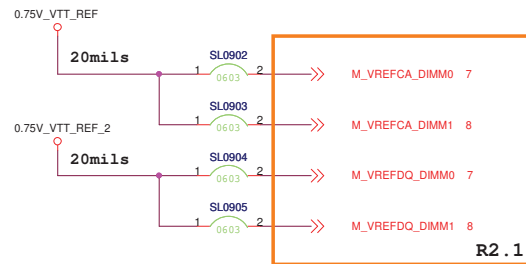 0.75V_VTT_REF
20mils
SL0902
1 0603 2
M_VREFCA_DIMM0 7
SL0903
1 0603 2
M_VREFCA_DIMM1 8
0.75V_VTT_REF_2
20mils
SL0904
1 0603 2
M_VREFDQ_DIMM0 7
SL0905
1 0603 2
M_VREFDQ_DIMM1 8
R2.1